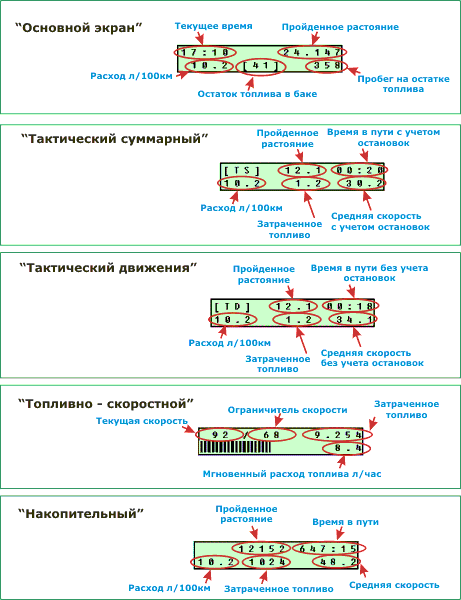 “Основной экран”
Текущее время
Пройденное растояние
17:10 24.147
10.2 [41] 358
Расход л/100км
Остаток топлива в баке
Пробег на остатке
топлива
“Тактический суммарный”
Пройденное
растояние
Время в пути с учетом
остановок
[TS] 12.1 00:20
10.2 1.2 30.2
Расход л/100км
Затраченное
топливо
Средняя скорость
с учетом остановок
“Тактический движения”
Пройденное
растояние
Время в пути без учета
остановок
[TD] 12.1 00:18
10.2 1.2 34.1
Расход л/100км
Затраченное
топливо
Средняя скорость
без учета остановок
“Топливно - скоростной”
Текущая скорость
Ограничитель скорости
Затраченное
топливо
92 / 68 9.254
8.4
Мгновенный расход топлива л/час
“Накопительный”
Пройденное
растояние
Время в пути
12152 647:15
10.2 1024 48.2
Расход л/100км
Затраченное топливо
Средняя скорость